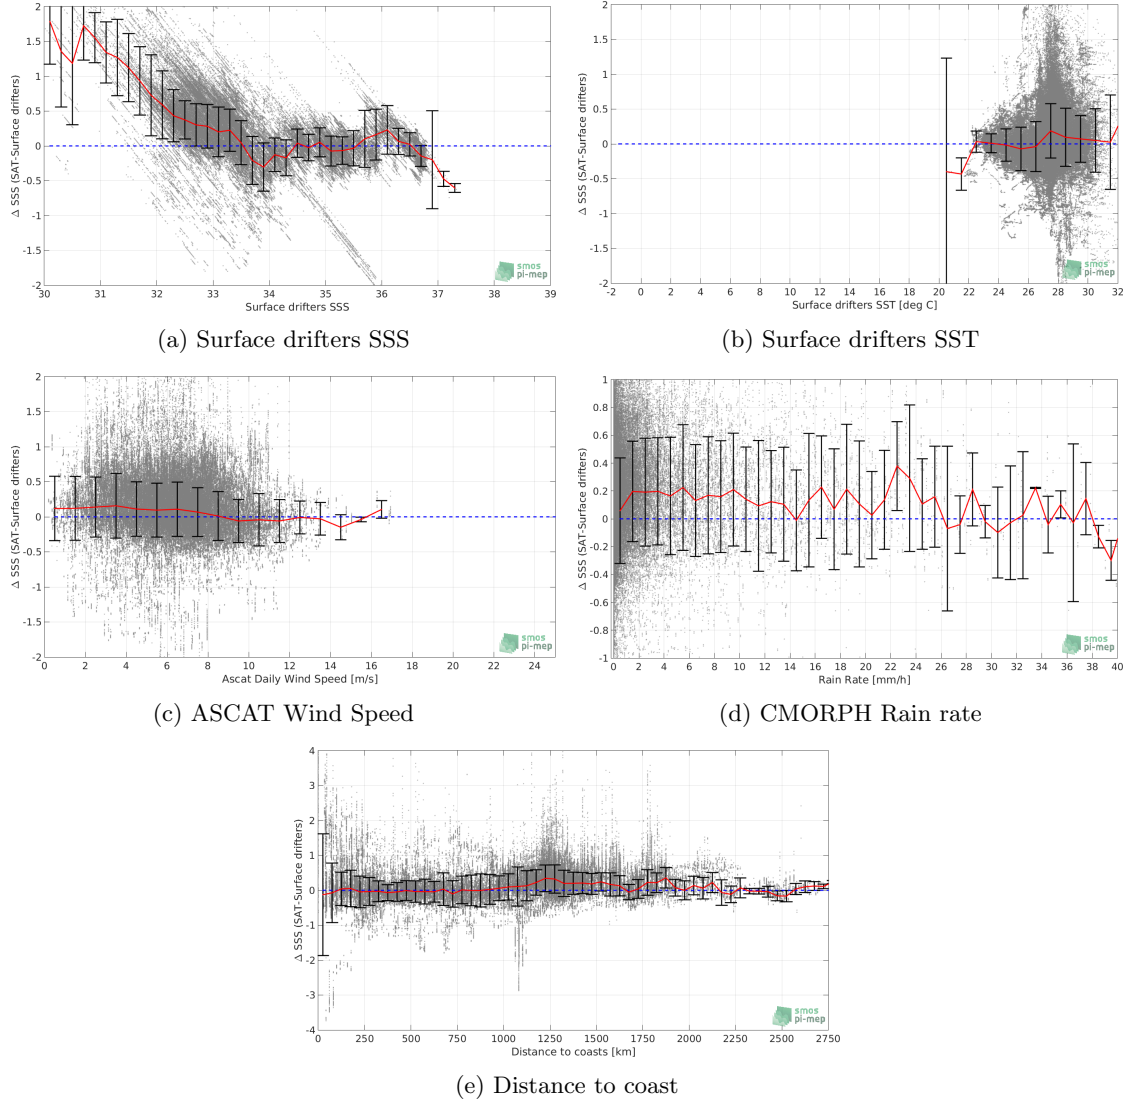 Δ SSS (SAT-Surface drifters)
2
1.5
1
0.5
0
-0.5
-1
-1.5
-2
30 31 32 33 34 35 36 37 38 39
Surface drifters SSS
smos
pi-mep
(a) Surface drifters SSS
Δ SSS (SAT-Surface drifters)
2
1.5
1
0.5
0
-0.5
-1
-1.5
-2
-2 0 2 4 6 8 10 12 14 16 18 20 22 24 26 28 30 32
Surface drifters SST [deg C]
smos
pi-mep
(b) Surface drifters SST
Δ SSS (SAT-Surface drifters)
2
1.5
1
0.5
0
-0.5
-1
-1.5
-2
0 2 4 6 8 10 12 14 16 18 20 22 24
Ascat Daily Wind Speed [m/s]
smos
pi-mep
(c) ASCAT Wind Speed
Δ SSS (SAT-Surface drifters)
1
0.8
0.6
0.4
0.2
0
-0.2
-0.4
-0.6
-0.8
-1
0 2 4 6 8 10 12 14 16 18 20 22 24 26 28 30 32 34 36 38 40
Rain Rate [mm/h]
smos
pi-mep
(d) CMORPH Rain rate
Δ SSS (SAT-Surface drifters)
4
3
2
1
0
-1
-2
-3
-4
0 250 500 750 1000 1250 1500 1750 2000 2250 2500 2750
Distance to coasts [km]
smos
pi-mep
(e) Distance to coast